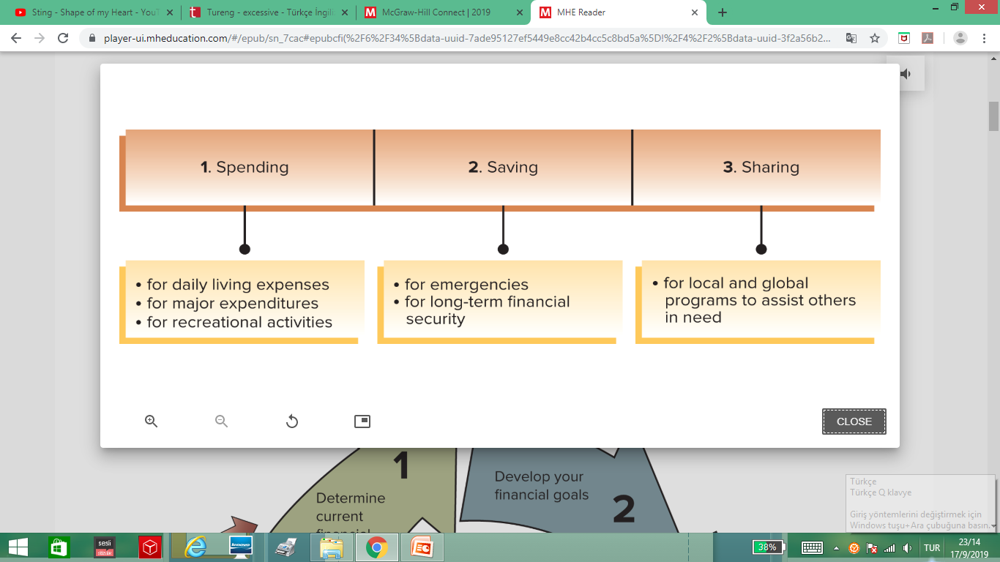 Sting - Shape of my Heart - YouT
Tureng - excessive - Türkçe İngili
McGraw-Hill Connect | 2019
MHE Reader
player-ui.mheducation.com/#/epub/sn_7cac#epubcfi(%2F6%2F34%5Bdata-uuid-7ade95127ef5449e8cc42b4cc5c8bd5a%5D!%2F4%2F2%5Bdata-uuid-3f2a56b2...
1. Spending
2. Saving
3. Sharing
• for daily living expenses
• for major expenditures
• for recreational activities
• for emergencies
• for long-term financial
security
• for local and global
programs to assist others
in need
CLOSE
1
Determine
current
Develop your
financial goals
2
Türkçe
Türkçe Q klavye
Giriş yöntemlerini değiştirmek için
Windows tuşu+Ara çubuğuna basın.
sesli
sözlük
lenovo
38%
TUR
23/14
17/9/2019